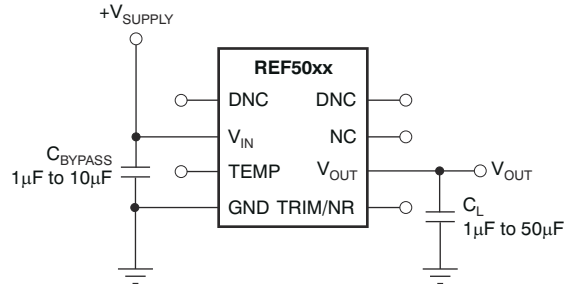 +VSUPPLY
REF50xx
DNC
DNC
VIN
NC
CBYPASS
1μF to 10μF
TEMP
VOUT
VOUT
GND
TRIM/NR
CL
1μF to 50μF